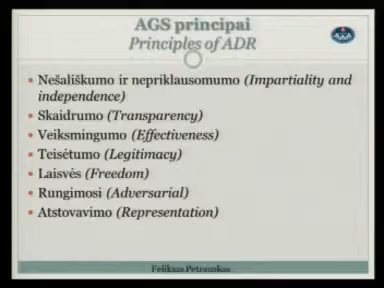 AGS principai
Principles of ADR
Nešališkumo ir nepriklausomumo (Impartiality and
independence)
Skaidrumo (Transparency)
Veiksmingumo (Effectiveness)
Teisėtumo (Legitimacy)
Laisvės (Freedom)
Rungimosi (Adversarial)
Atstovavimo (Representation)
Feliksas Petrauskas